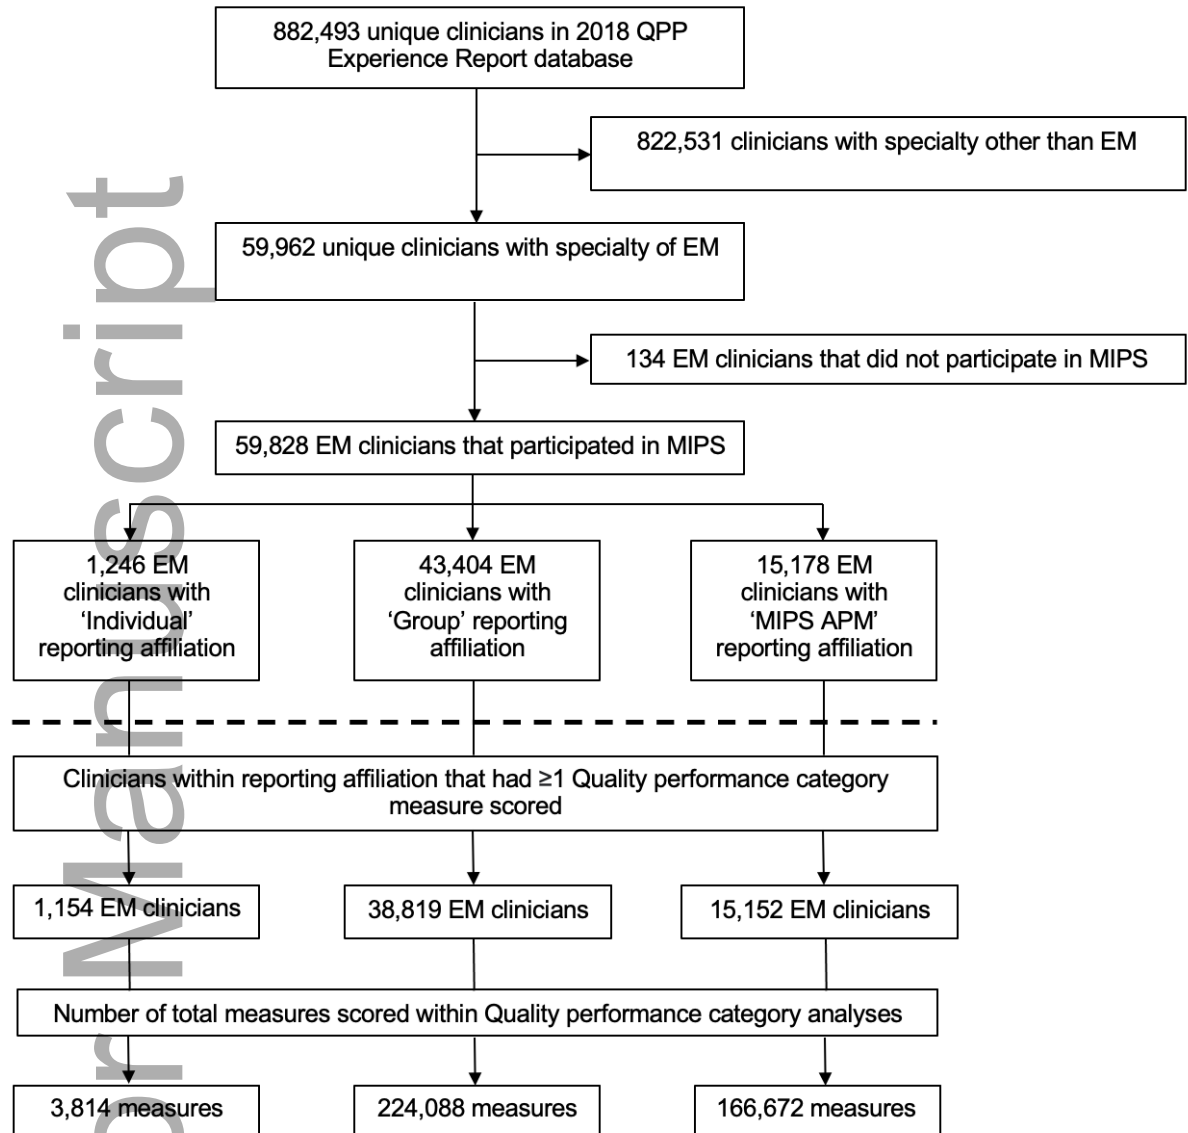 882,493 unique clinicians in 2018 QPP
Experience Report database
822,531 clinicians with specialty other than EM
59,962 unique clinicians with specialty of EM
134 EM clinicians that did not participate in MIPS
59,828 EM clinicians that participated in MIPS
1,246 EM
clinicians with
‘Individual’
reporting affiliation
43,404 EM
clinicians with
‘Group’ reporting
affiliation
15,178 EM
clinicians with
‘MIPS APM’
reporting affiliation
Clinicians within reporting affiliation that had ≥1 Quality performance category
measure scored
1,154 EM clinicians
38,819 EM clinicians
15,152 EM clinicians
Number of total measures scored within Quality performance category analyses
3,814 measures
224,088 measures
166,672 measures
or Manuscript